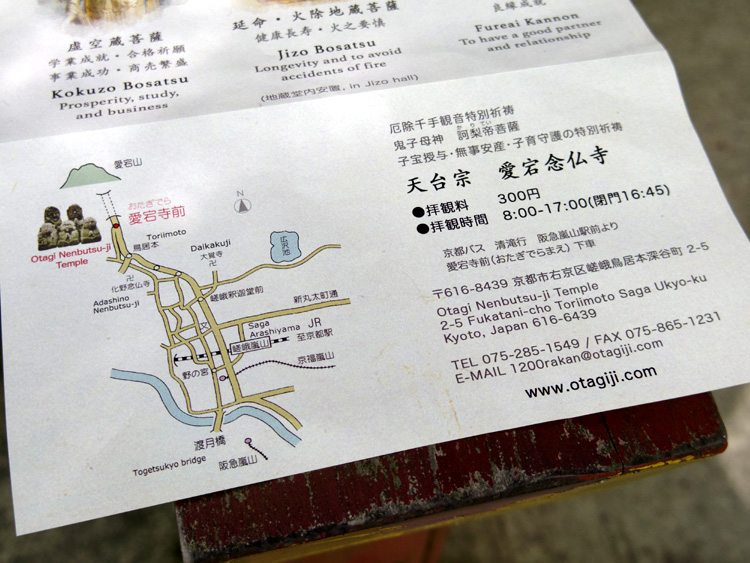 虚空蔵菩薩
学業成就・合格祈願
事業成功・商売繁盛
Kokuzo Bosatsu
Prosperity, study,
and business
延命・火除地蔵菩薩
健康長寿・火之要慎
Jizo Bosatsu
Longevity and to avoid
accidents of fire
(地蔵堂内安置, in Jizo hall)
良縁成就
Fureai Kannon
To have a good partner
and relationship
愛宕山
おたぎでら
愛宕寺前
Otagi Nenbutsu-ji
Temple
Toriimoto
鳥居本
N
Daikakuji
大覚寺
卍
広沢池
卍
化野念仏寺
Adashino
Nenbutsu-ji
嵯峨釈迦堂前
新丸太町通
文
Saga
Arashiyama
JR
嵯峨嵐山
至京都駅
野の宮
京福嵐山
渡月橋
Togetsukyo bridge
阪急嵐山
厄除千手観音特別祈祷
かりてい
鬼子母神 訶梨帝菩薩
子宝授与・無事安産・子育守護の特別祈祷
天台宗 愛宕念仏寺
●拝観料 300円
●拝観時間 8:00-17:00(閉門16:45)
京都バス 清滝行 阪急嵐山駅前より
愛宕寺前(おたぎでらまえ)下車
〒616-8439 京都市右京区嵯峨鳥居本深谷町 2-5
Otagi Nenbutsu-ji Temple
2-5 Fukatani-cho Toriimoto Saga Ukyo-ku
Kyoto, Japan 616-6439
TEL 075-285-1549 / FAX 075-865-1231
E-MAIL 1200rakan@otagiji.com
www.otagiji.com